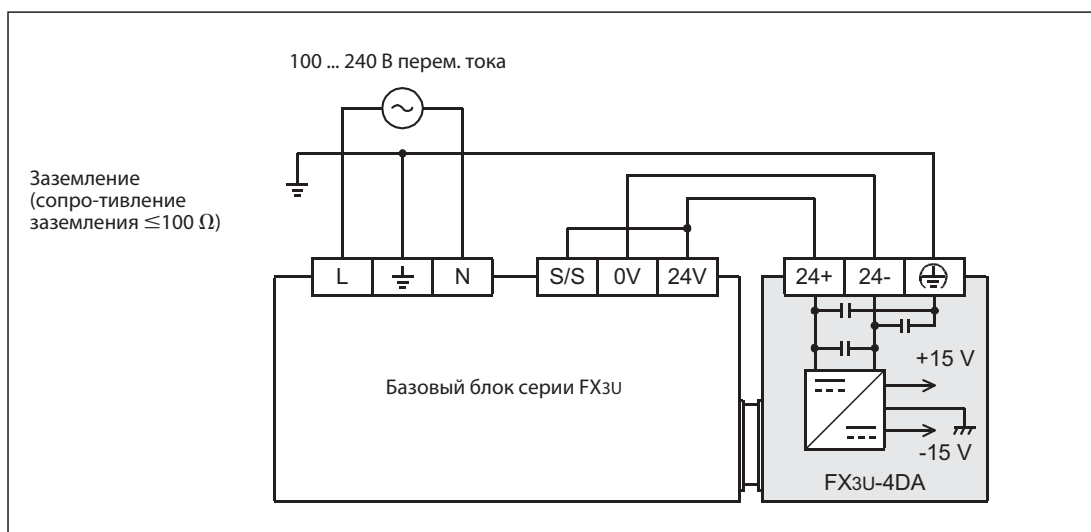 100 ... 240 В перем. тока
Заземление
(сопро-тивление
заземления ≦100 Ω)
L
N
S/S
0V
24V
24+
24-
+15 V
-15 V
Базовый блок серии FX3U
FX3U-4DA